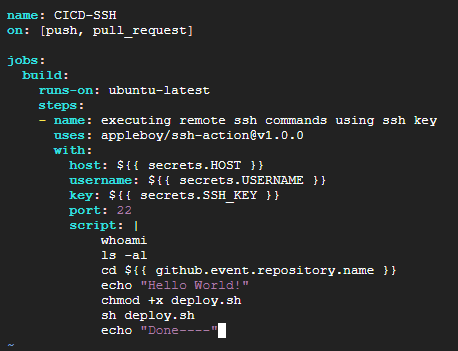 name: CICD-SSH
on: [push, pull_request]

jobs:
  build:
    runs-on: ubuntu-latest
    steps:
    - name: executing remote ssh commands using ssh key
      uses: appleboy/ssh-action@v1.0.0
      with:
        host: ${{ secrets.HOST }}
        username: ${{ secrets.USERNAME }}
        key: ${{ secrets.SSH_KEY }}
        port: 22
        script: |
            whoami
            ls -al
            cd ${{ github.event.repository.name }}
            echo "Hello World!"
            chmod +x deploy.sh
            sh deploy.sh
            echo "Done----"
~